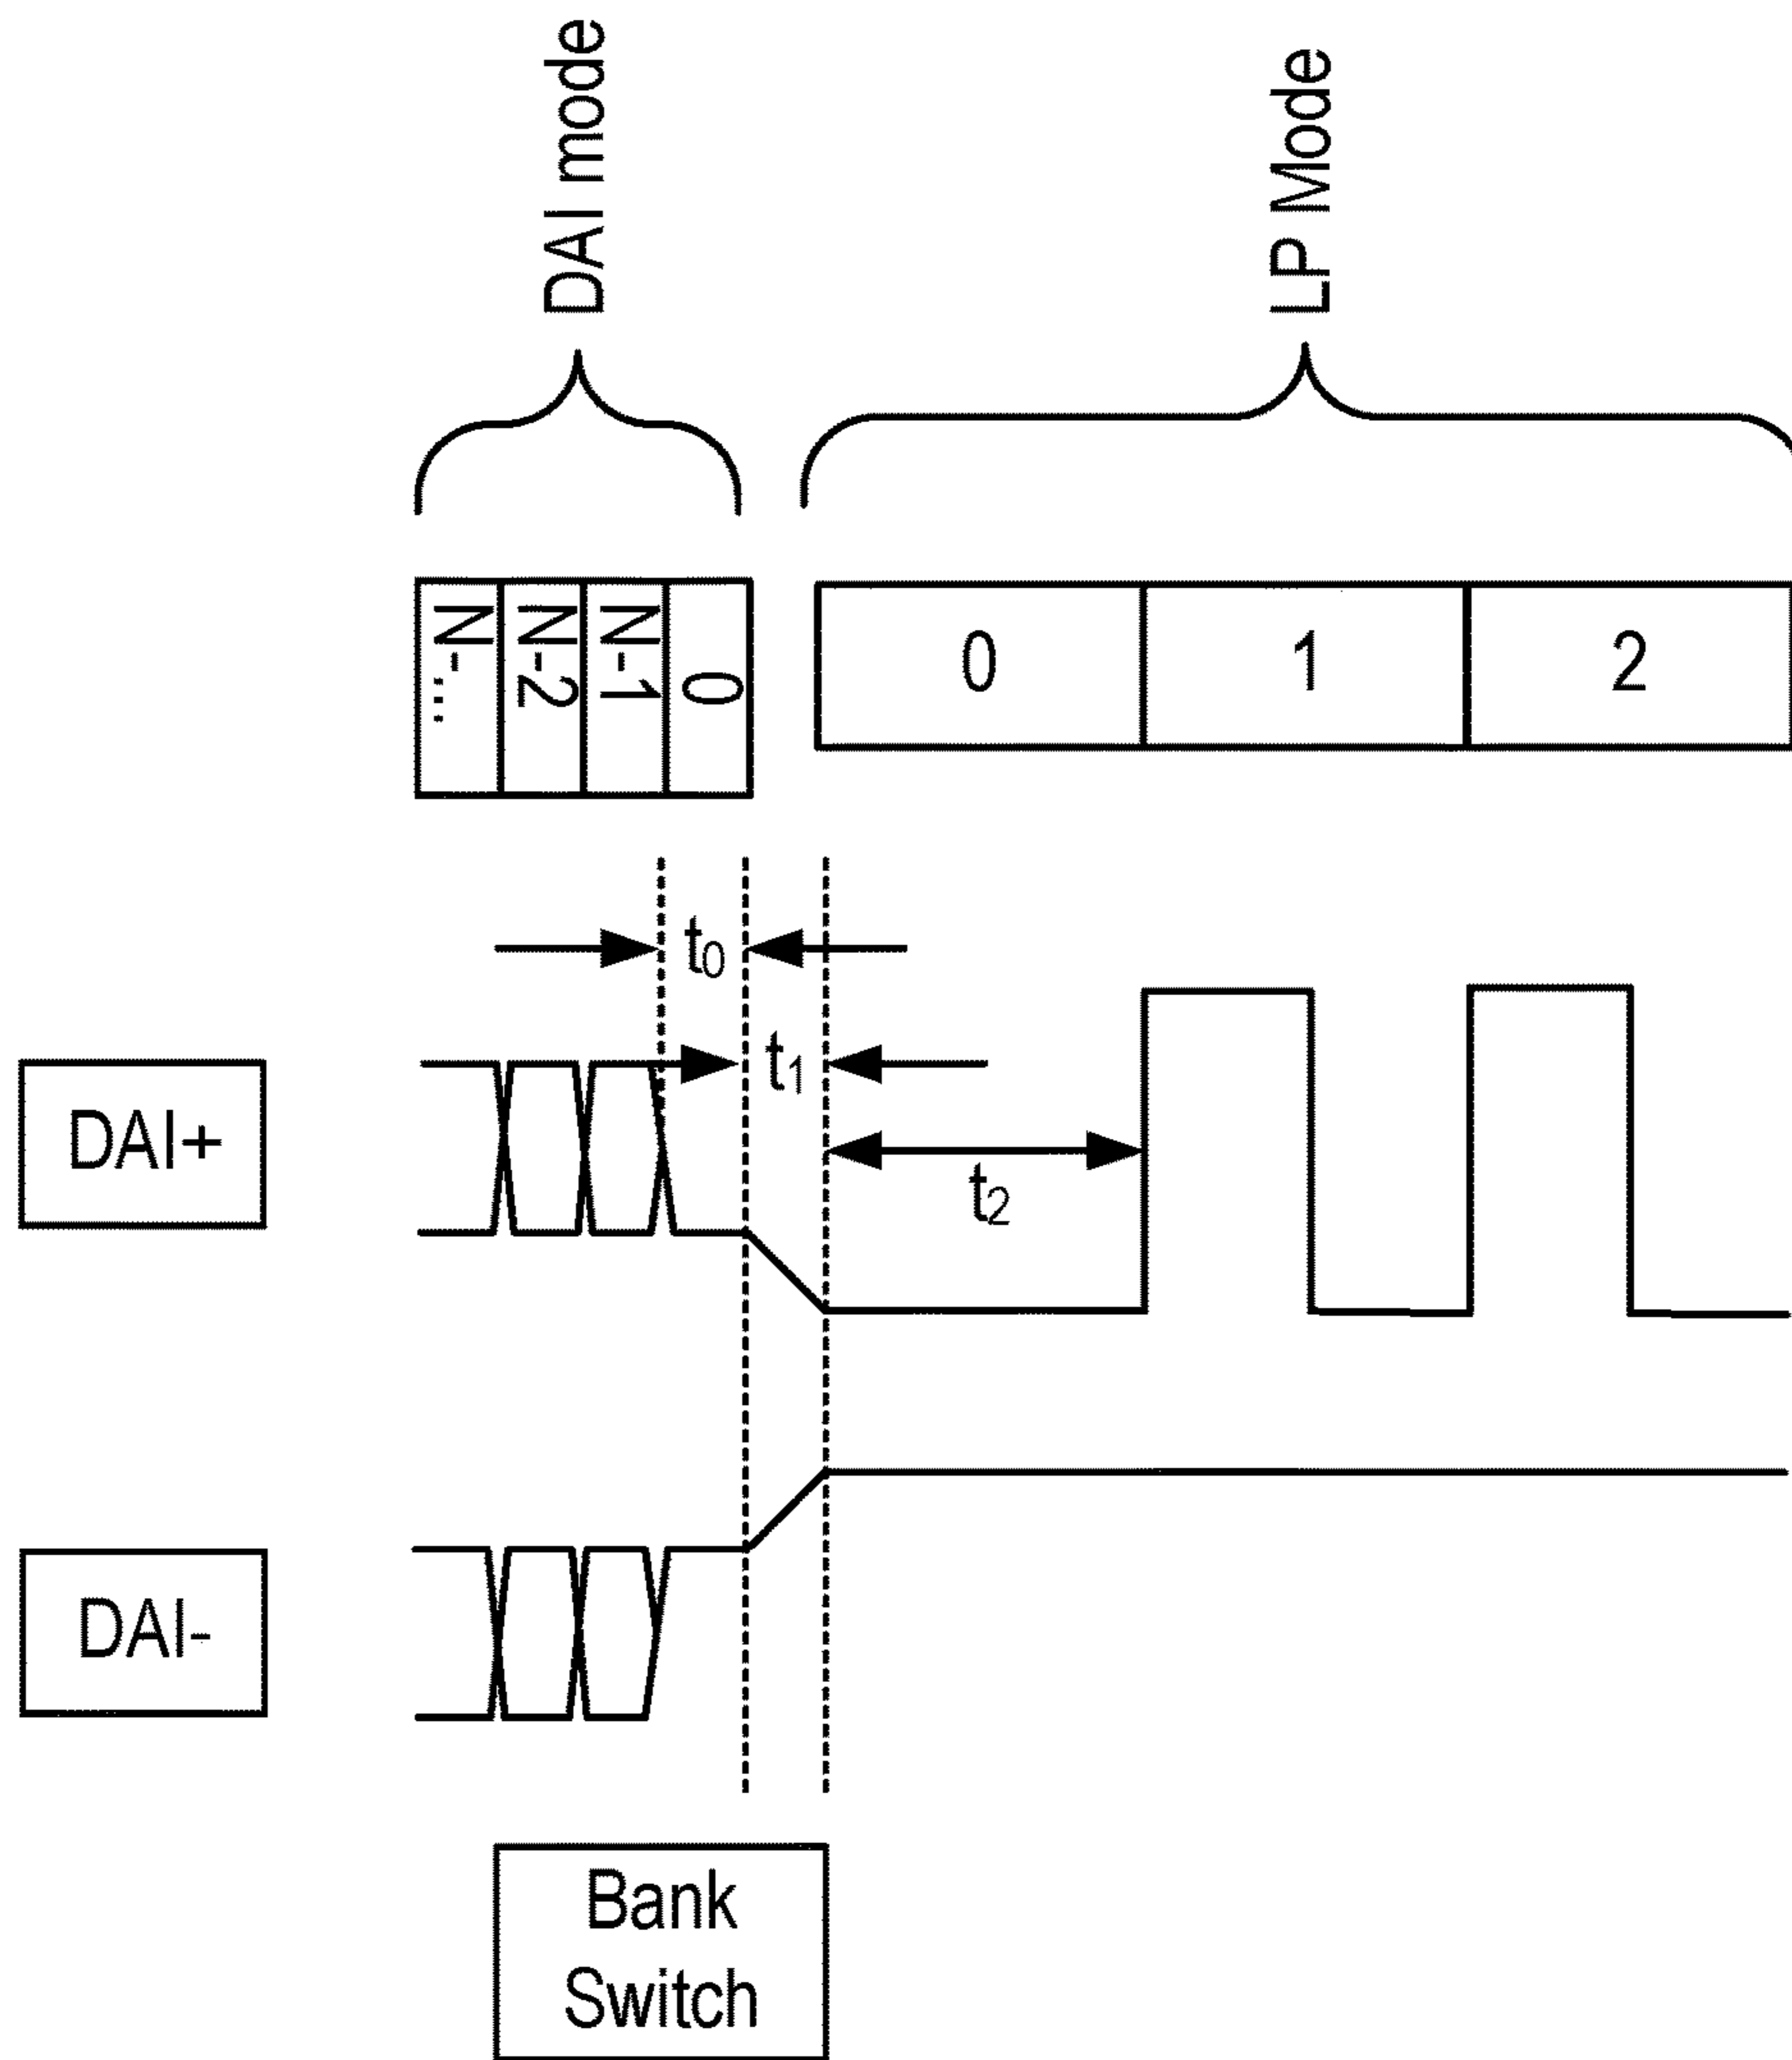 DAI mode
LP Mode
N-...
N-2
N-1
0
0
1
2
t0
t1
t2
DAI+
DAI-
Bank
Switch